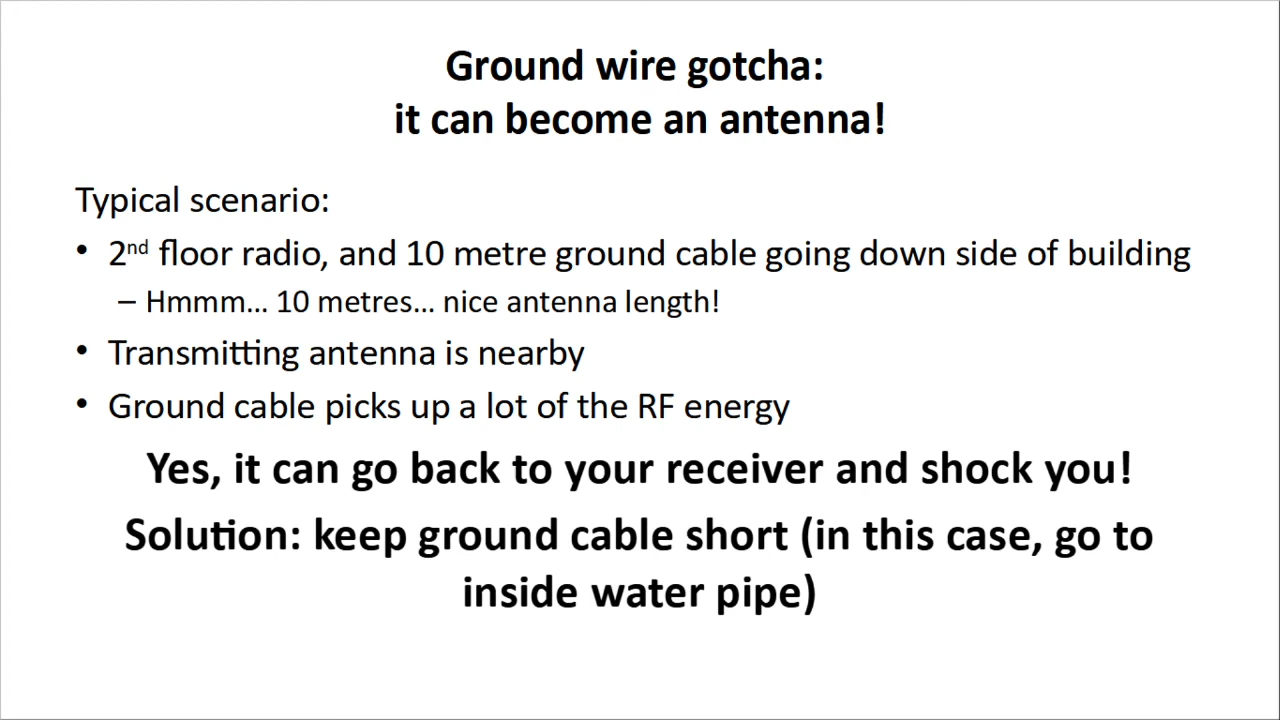 Ground wire gotcha:
it can become an antenna!
Typical scenario:
• 2nd floor radio, and 10 metre ground cable going down side of building
– Hmmm... 10 metres... nice antenna length!
• Transmitting antenna is nearby
• Ground cable picks up a lot of the RF energy
Yes, it can go back to your receiver and shock you!
Solution: keep ground cable short (in this case, go to
inside water pipe)